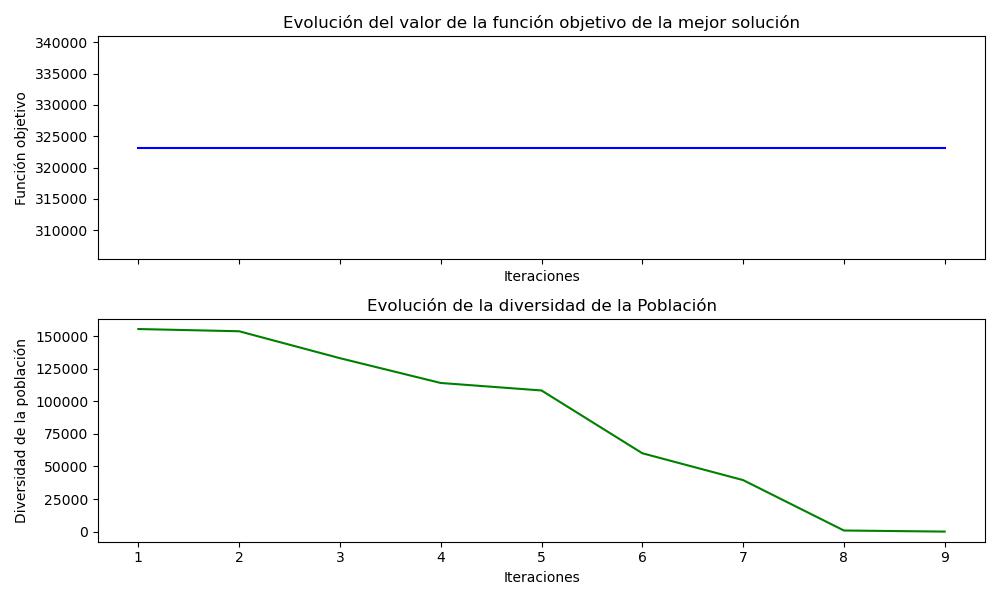 Evolución del valor de la función objetivo de la mejor solución
340000
335000
330000
325000
320000
315000
310000
Función objetivo
Iteraciones
Evolución de la diversidad de la Población
150000
125000
100000
75000
50000
25000
0
Diversidad de la población
1 2 3 4 5 6 7 8 9
Iteraciones